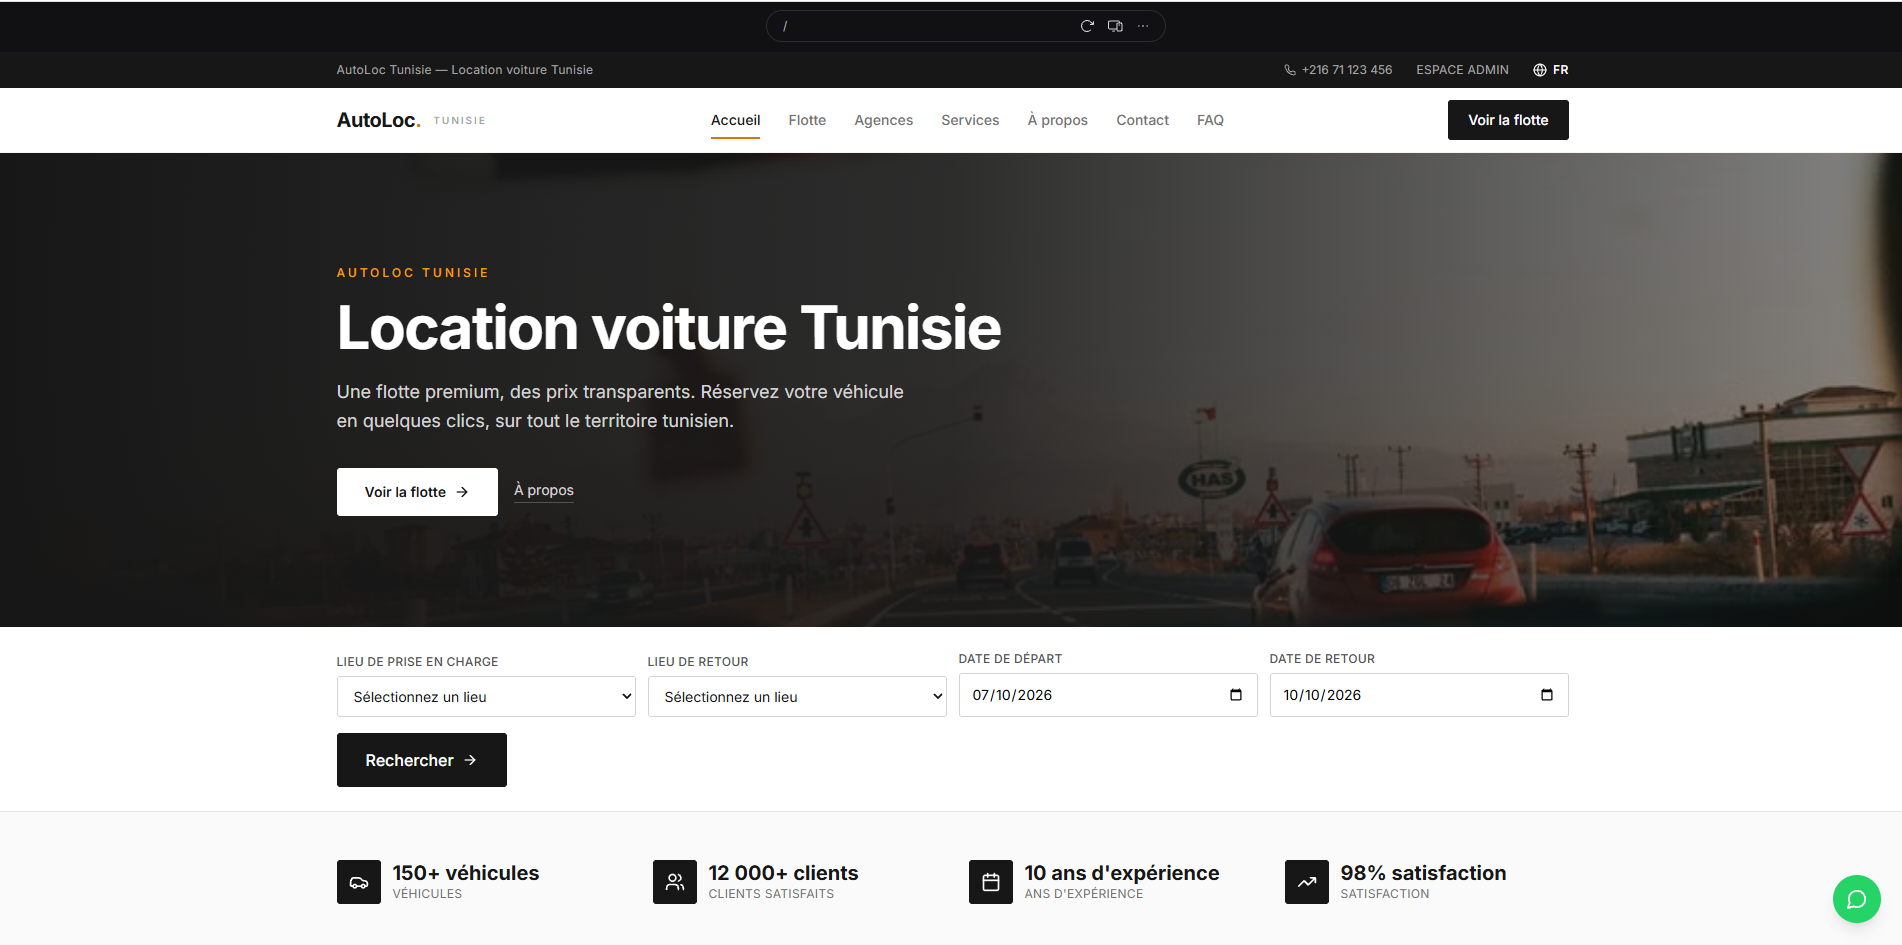 /
AutoLoc Tunisie — Location voiture Tunisie
+216 71 123 456
ESPACE ADMIN
FR
AutoLoc. TUNISIE
Accueil
Flotte
Agences
Services
À propos
Contact
FAQ
Voir la flotte
AUTOLOC TUNISIE
Location voiture Tunisie
Une flotte premium, des prix transparents. Réservez votre véhicule
en quelques clics, sur tout le territoire tunisien.
Voir la flotte
À propos
HAS
LIEU DE PRISE EN CHARGE
Sélectionnez un lieu
LIEU DE RETOUR
Sélectionnez un lieu
DATE DE DÉPART
07/10/2026
DATE DE RETOUR
10/10/2026
Rechercher
150+ véhicules
VÉHICULES
12 000+ clients
CLIENTS SATISFAITS
10 ans d'expérience
ANS D'EXPÉRIENCE
98% satisfaction
SATISFACTION